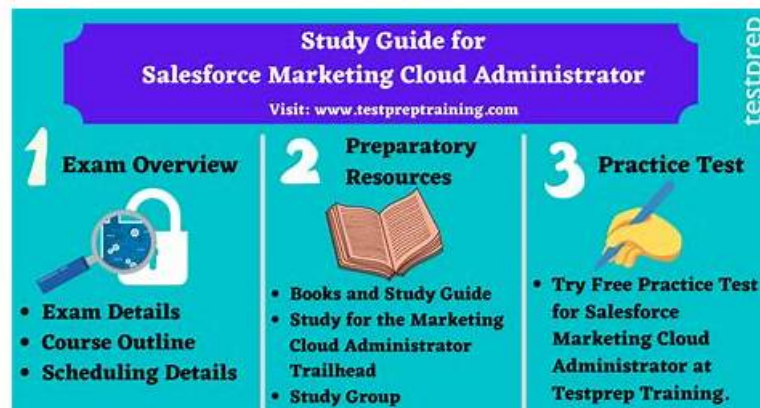 Study Guide for
Salesforce Marketing Cloud Administrator
Visit: www.testpreptraining.com
testprep
1 Exam Overview
• Exam Details
• Course Outline
• Scheduling Details
2 Preparatory
Resources
• Books and Study Guide
• Study for the Marketing
Cloud Administrator
Trailhead
• Study Group
3 Practice Test
• Try Free Practice Test
for Salesforce
Marketing Cloud
Administrator at
Testprep Training.